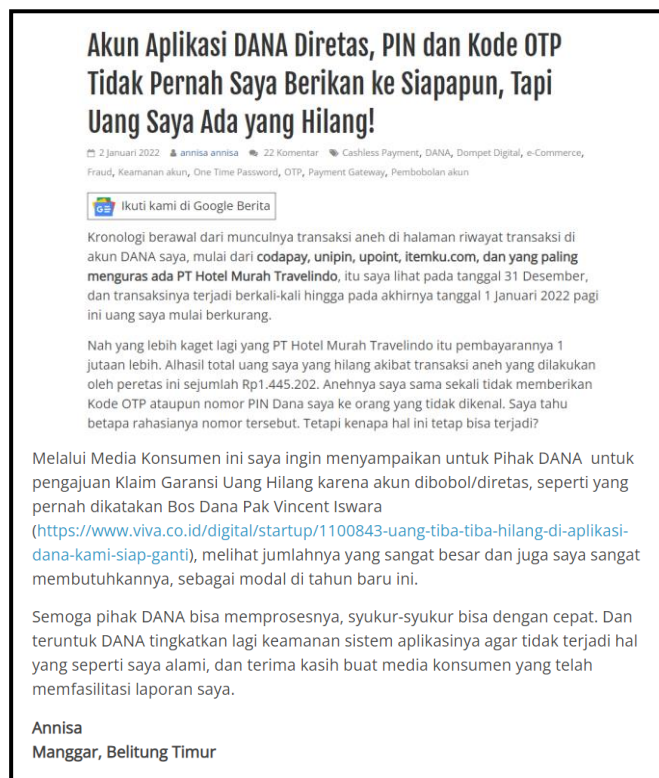 Akun Aplikasi DANA Diretas, PIN dan Kode OTP
Tidak Pernah Saya Berikan ke Siapapun, Tapi
Uang Saya Ada yang Hilang!
2 Januari 2022 annisa annisa 22 Komentar Cashless Payment, DANA, Dompet Digital, e-Commerce,
Fraud, Keamanan akun, One Time Password, OTP, Payment Gateway, Pembobolan akun
Ikuti kami di Google Berita
Kronologi berawal dari munculnya transaksi aneh di halaman riwayat transaksi di
akun DANA saya, mulai dari codapay, unipin, upoint, itemku.com, dan yang paling
menguras ada PT Hotel Murah Travelindo, itu saya lihat pada tanggal 31 Desember,
dan transaksinya terjadi berkali-kali hingga pada akhirnya tanggal 1 Januari 2022 pagi
ini uang saya mulai berkurang.
Nah yang lebih kaget lagi yang PT Hotel Murah Travelindo itu pembayarannya 1
jutaan lebih. Alhasil total uang saya yang hilang akibat transaksi aneh yang dilakukan
oleh peretas ini sejumlah Rp1.445.202. Anehnya saya sama sekali tidak memberikan
Kode OTP ataupun nomor PIN Dana saya ke orang yang tidak dikenal. Saya tahu
betapa rahasianya nomor tersebut. Tetapi kenapa hal ini tetap bisa terjadi?
Melalui Media Konsumen ini saya ingin menyampaikan untuk Pihak DANA untuk
pengajuan Klaim Garansi Uang Hilang karena akun dibobol/diretas, seperti yang
pernah dikatakan Bos Dana Pak Vincent Iswara
(https://www.viva.co.id/digital/startup/1100843-uang-tiba-tiba-hilang-di-aplikasi-
dana-kami-siap-ganti), melihat jumlahnya yang sangat besar dan juga saya sangat
membutuhkannya, sebagai modal di tahun baru ini.
Semoga pihak DANA bisa memprosesnya, syukur-syukur bisa dengan cepat. Dan
teruntuk DANA tingkatkan lagi keamanan sistem aplikasinya agar tidak terjadi hal
yang seperti saya alami, dan terima kasih buat media konsumen yang telah
memfasilitasi laporan saya.
Annisa
Manggar, Belitung Timur